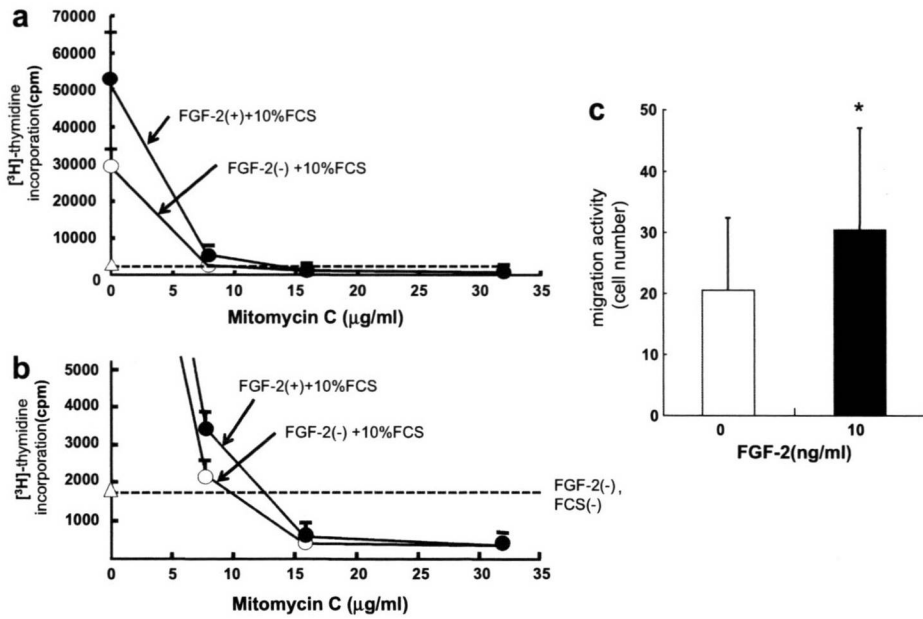 a
70000
60000
50000
40000
30000
20000
10000
0
[³H]-thymidine
incorporation(cpm)
FGF-2(+)+10%FCS
FGF-2(-) +10%FCS
0 5 10 15 20 25 30 35
Mitomycin C (μg/ml)
b
5000
4000
3000
2000
1000
[³H]-thymidine
incorporation(cpm)
FGF-2(+)+10%FCS
FGF-2(-) +10%FCS
FGF-2(-),
FCS(-)
0 5 10 15 20 25 30 35
Mitomycin C (μg/ml)
c
50
40
30
20
10
0
migration activity
(cell number)
*
0 10
FGF-2(ng/ml)